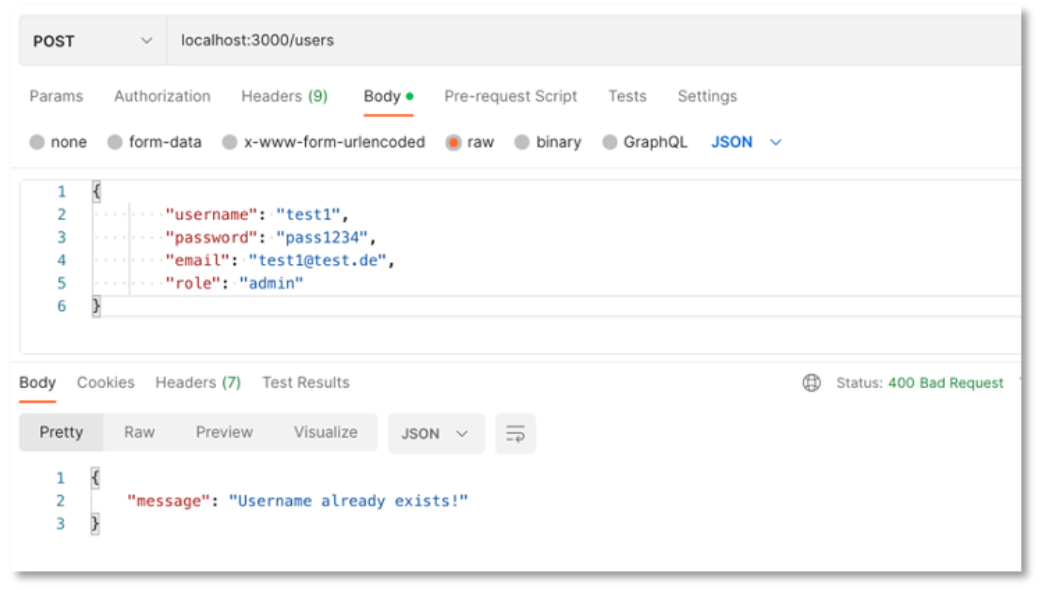 POST localhost:3000/users
Params Authorization Headers (9) Body Pre-request Script Tests Settings
none form-data x-www-form-urlencoded raw binary GraphQL JSON
1 {
2 "username": "test1",
3 "password": "pass1234",
4 "email": "test1@test.de",
5 "role": "admin"
6 }
Body Cookies Headers (7) Test Results Status: 400 Bad Request
Pretty Raw Preview Visualize JSON
1 {
2 "message": "Username already exists!"
3 }